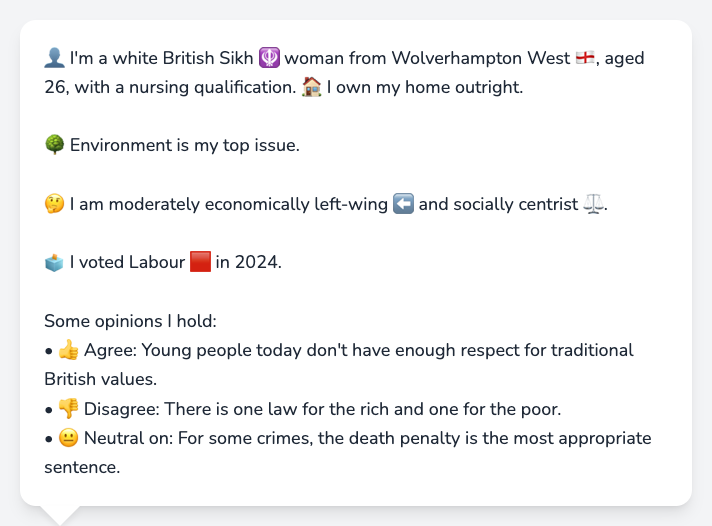 👤 I'm a white British Sikh 🪯 woman from Wolverhampton West 🏴󠁧󠁢󠁥󠁮󠁧󠁿, aged
26, with a nursing qualification. 🏠 I own my home outright.
🌳 Environment is my top issue.
🤔 I am moderately economically left-wing ⬅️ and socially centrist ⚖️.
🗳️ I voted Labour 🟥 in 2024.
Some opinions I hold:
• 👍 Agree: Young people today don't have enough respect for traditional
British values.
• 👎 Disagree: There is one law for the rich and one for the poor.
• 😐 Neutral on: For some crimes, the death penalty is the most appropriate
sentence.